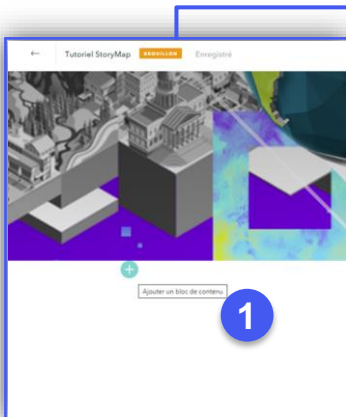 ← Tutoriel StoryMap BROUILLON Enregistré
Ajouter un bloc de contenu
1